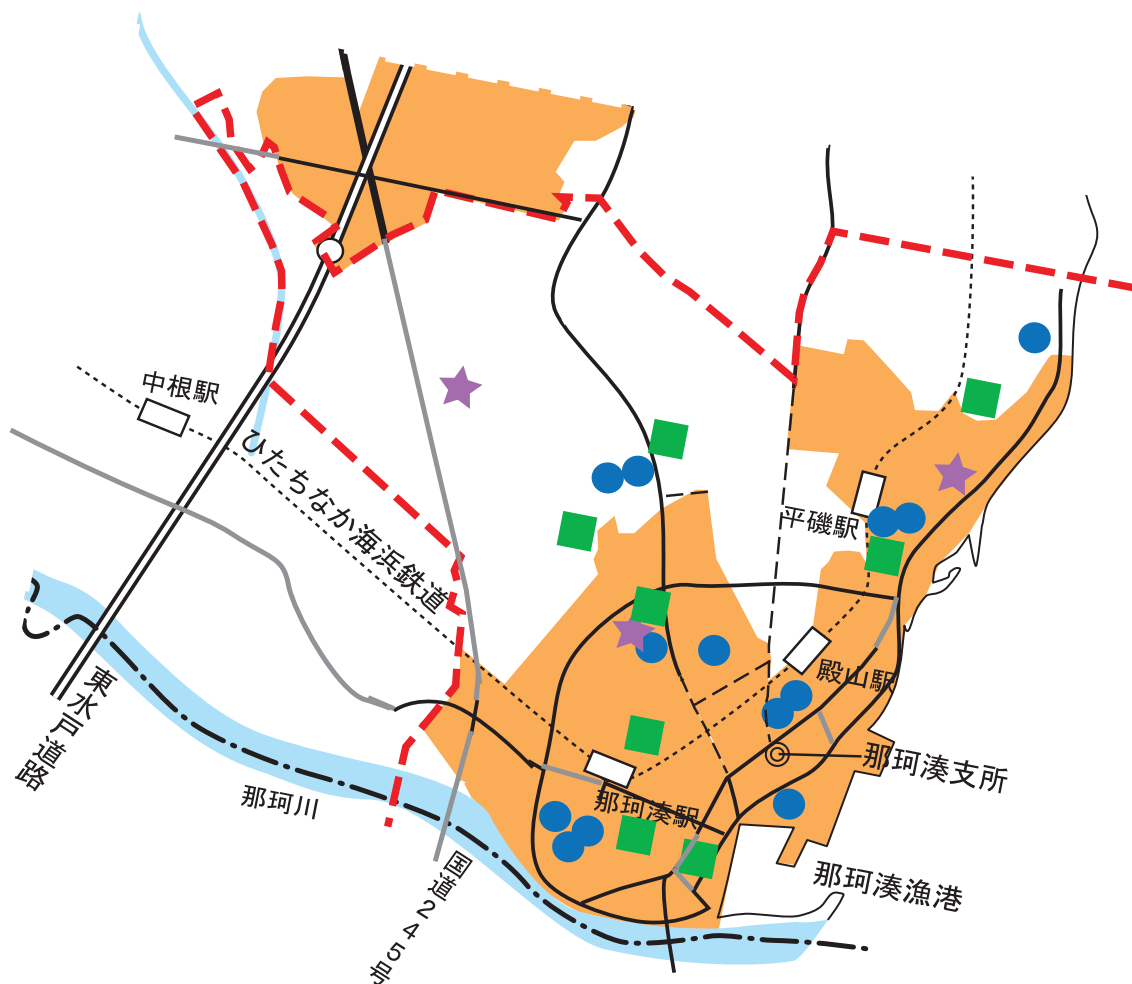 中根駅
ひたちなか海浜鉄道
平磯駅
殿山駅
東水戸道路
那珂湊支所
那珂川
那珂湊駅
国道245号
那珂湊漁港